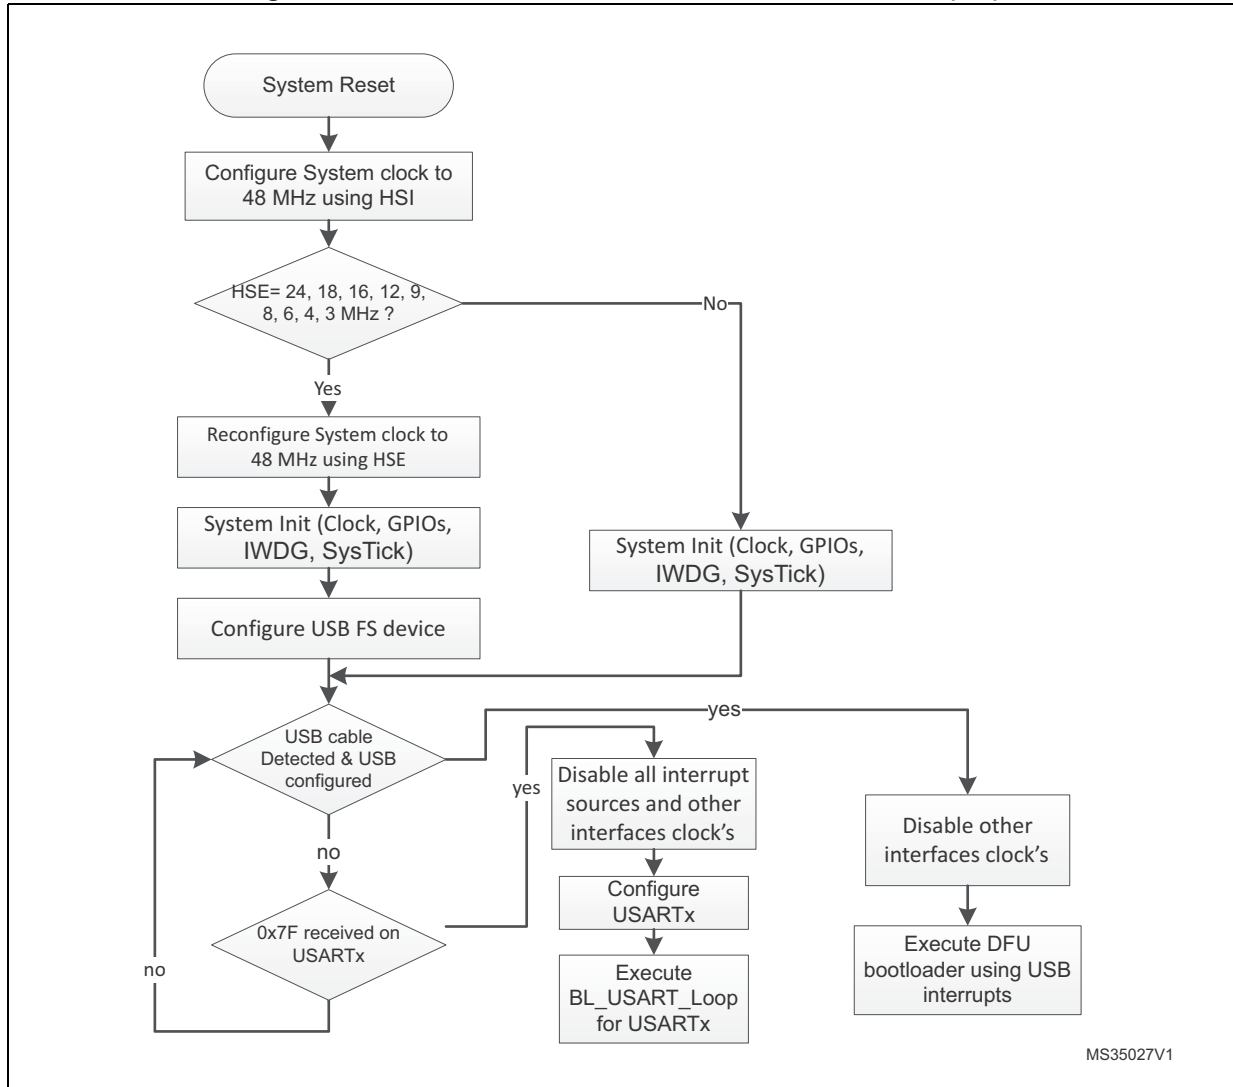 System Reset
Configure System clock to
48 MHz using HSI
HSE= 24, 18, 16, 12, 9,
8, 6, 4, 3 MHz ?
No
Yes
Reconfigure System clock to
48 MHz using HSE
System Init (Clock, GPIOs,
IWDG, SysTick)
System Init (Clock, GPIOs,
IWDG, SysTick)
Configure USB FS device
USB cable
Detected & USB
configured
yes
yes
Disable all interrupt
sources and other
interfaces clock's
Disable other
interfaces clock's
no
Configure
USARTx
0x7F received on
USARTx
no
Execute
BL_USART_Loop
for USARTx
Execute DFU
bootloader using USB
interrupts
MS35027V1